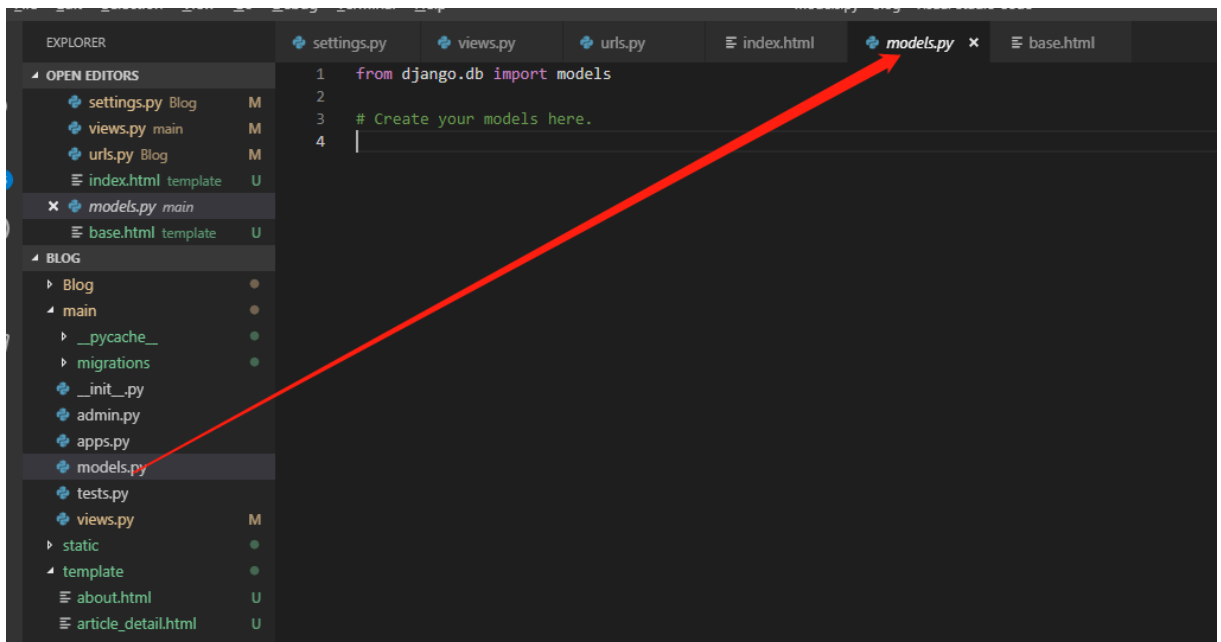 EXPLORER
OPEN EDITORS
settings.py Blog M
views.py main M
urls.py Blog M
index.html template U
models.py main
base.html template U
BLOG
Blog
main
__pycache__
migrations
__init__.py
admin.py
apps.py
models.py
tests.py
views.py M
static
template
about.html U
article_detail.html U
settings.py views.py urls.py index.html models.py base.html
1 from django.db import models
2
3 # Create your models here.
4